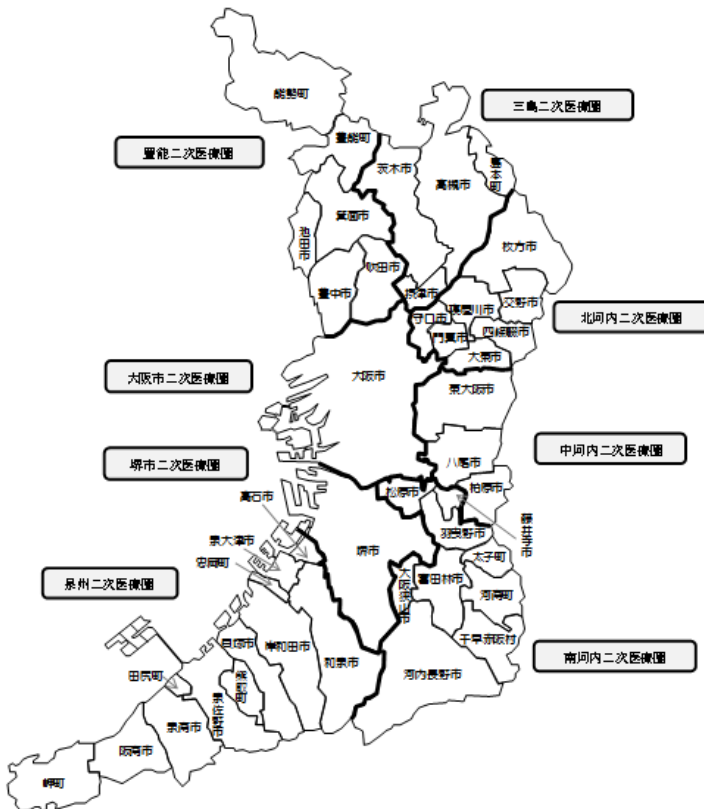 能勢町
三島二次医療圏
豊能町
豊能二次医療圏
茨木市
高槻市
島本町
箕面市
池田市
枚方市
吹田市
豊中市
摂津市
寝屋川市
交野市
守口市
門真市
四條畷市
北河内二次医療圏
大東市
大阪市
大阪市二次医療圏
東大阪市
八尾市
中河内二次医療圏
堺市二次医療圏
松原市
柏原市
高石市
藤井寺市
羽曳野市
泉大津市
堺市
太子町
忠岡町
大阪狭山市
富田林市
泉州二次医療圏
河南町
千早赤阪村
貝塚市
岸和田市
和泉市
河内長野市
南河内二次医療圏
田尻町
熊取町
泉佐野市
泉南市
阪南市
岬町